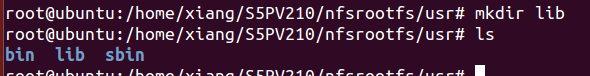 root@ubuntu:/home/xiang/S5PV210/nfsrootfs/usr# mkdir lib
root@ubuntu:/home/xiang/S5PV210/nfsrootfs/usr# ls
bin  lib  sbin
root@ubuntu:/home/xiang/S5PV210/nfsrootfs/usr#